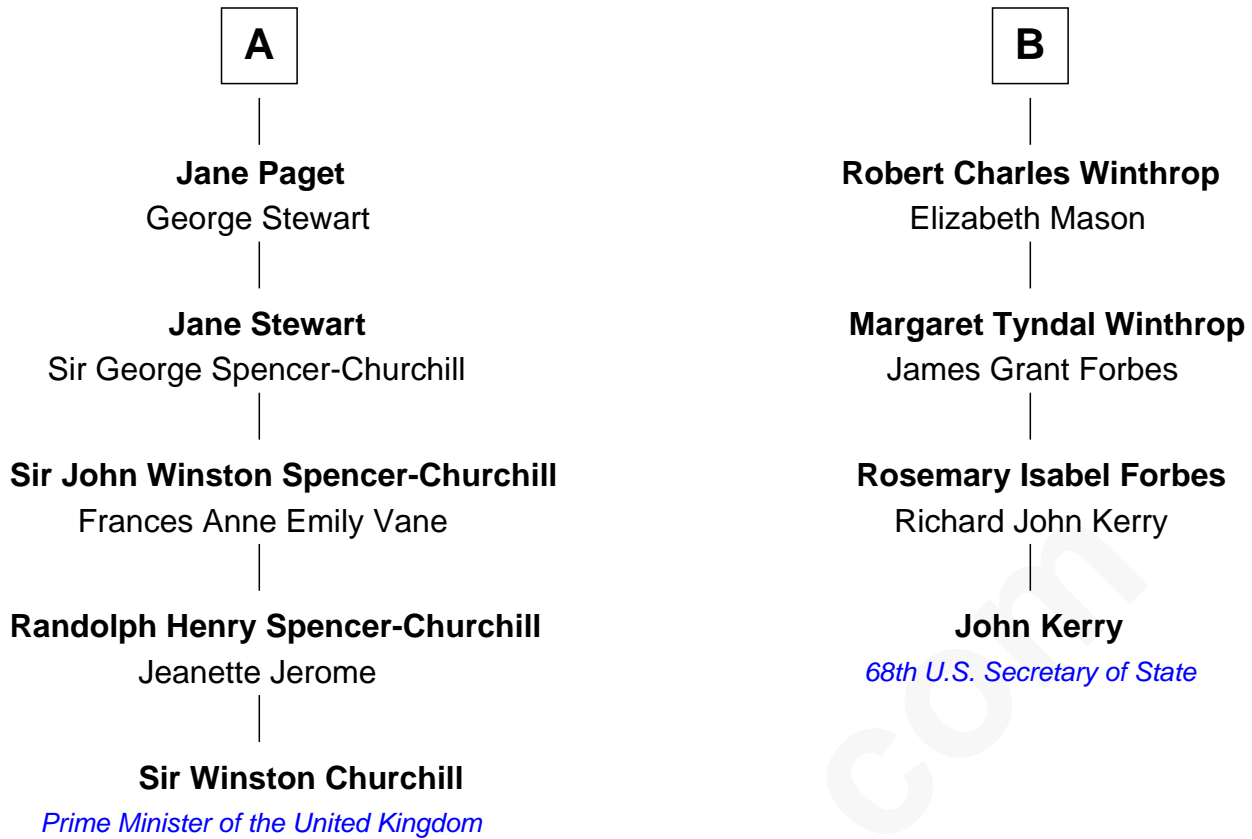 A
Jane Paget
George Stewart
Jane Stewart
Sir George Spencer-Churchill
Sir John Winston Spencer-Churchill
Frances Anne Emily Vane
Randolph Henry Spencer-Churchill
Jeanette Jerome
Sir Winston Churchill
Prime Minister of the United Kingdom
B
Robert Charles Winthrop
Elizabeth Mason
Margaret Tyndal Winthrop
James Grant Forbes
Rosemary Isabel Forbes
Richard John Kerry
John Kerry
68th U.S. Secretary of State
com